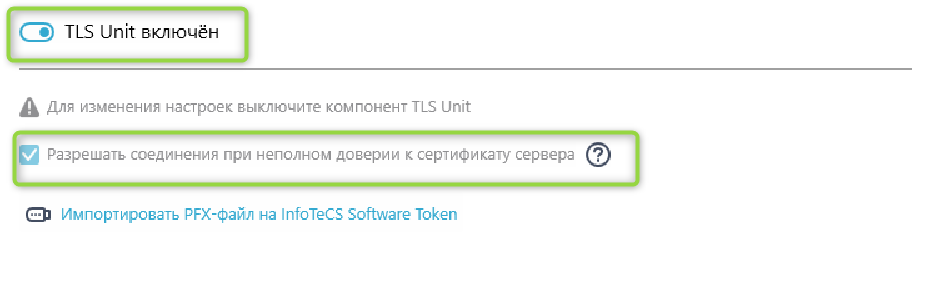 TLS Unit включён
Для изменения настроек выключите компонент TLS Unit
Разрешать соединения при неполном доверии к сертификату сервера ?
Импортировать PFX-файл на InfoTeCS Software Token